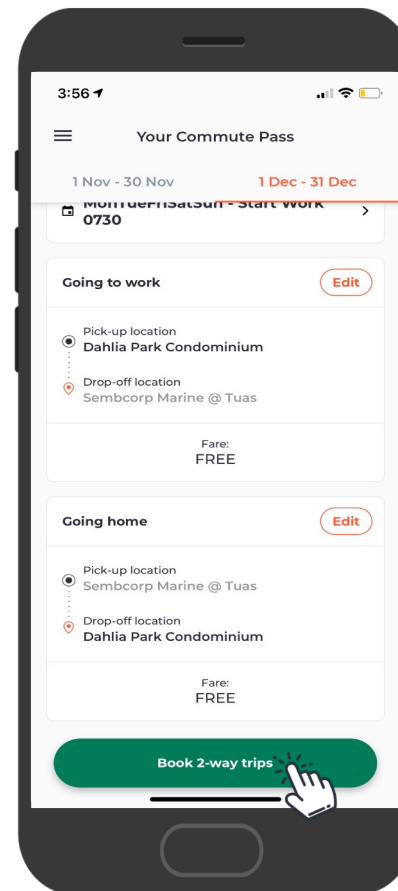 3:56
Your Commute Pass
1 Nov - 30 Nov
1 Dec - 31 Dec
MonTueFriSatSun - Start Work
0730
Going to work
Edit
Pick-up location
Dahlia Park Condominium
Drop-off location
Sembcorp Marine @ Tuas
Fare:
FREE
Going home
Edit
Pick-up location
Sembcorp Marine @ Tuas
Drop-off location
Dahlia Park Condominium
Fare:
FREE
Book 2-way trips